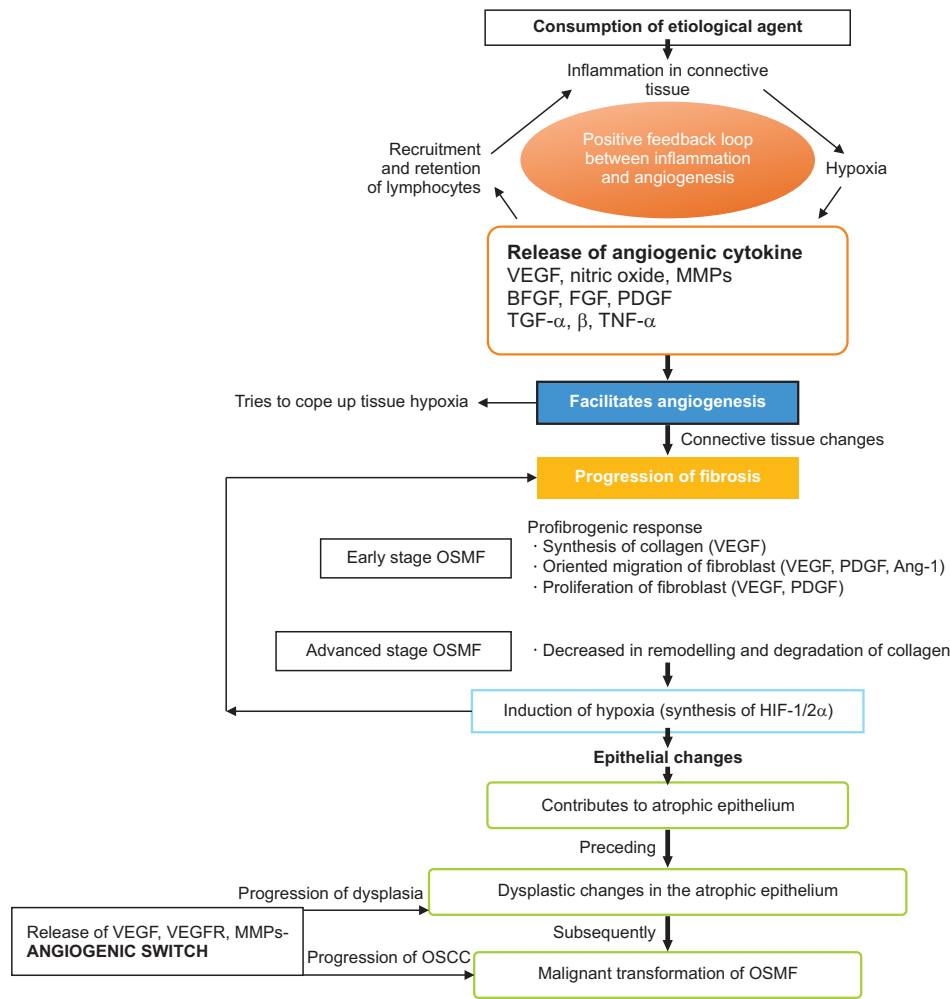 Consumption of etiological agent
Inflammation in connective
tissue
Positive feedback loop
between inflammation
and angiogenesis
Recruitment
and retention
of lymphocytes
Hypoxia
Release of angiogenic cytokine
VEGF, nitric oxide, MMPs
BFGF, FGF, PDGF
TGF-α, β, TNF-α
Tries to cope up tissue hypoxia
Facilitates angiogenesis
Connective tissue changes
Progression of fibrosis
Early stage OSMF
Profibrogenic response
· Synthesis of collagen (VEGF)
· Oriented migration of fibroblast (VEGF, PDGF, Ang-1)
· Proliferation of fibroblast (VEGF, PDGF)
Advanced stage OSMF
· Decreased in remodelling and degradation of collagen
Induction of hypoxia (synthesis of HIF-1/2α)
Epithelial changes
Contributes to atrophic epithelium
Preceding
Progression of dysplasia
Dysplastic changes in the atrophic epithelium
Release of VEGF, VEGFR, MMPs-
ANGIOGENIC SWITCH
Subsequently
Progression of OSCC
Malignant transformation of OSMF